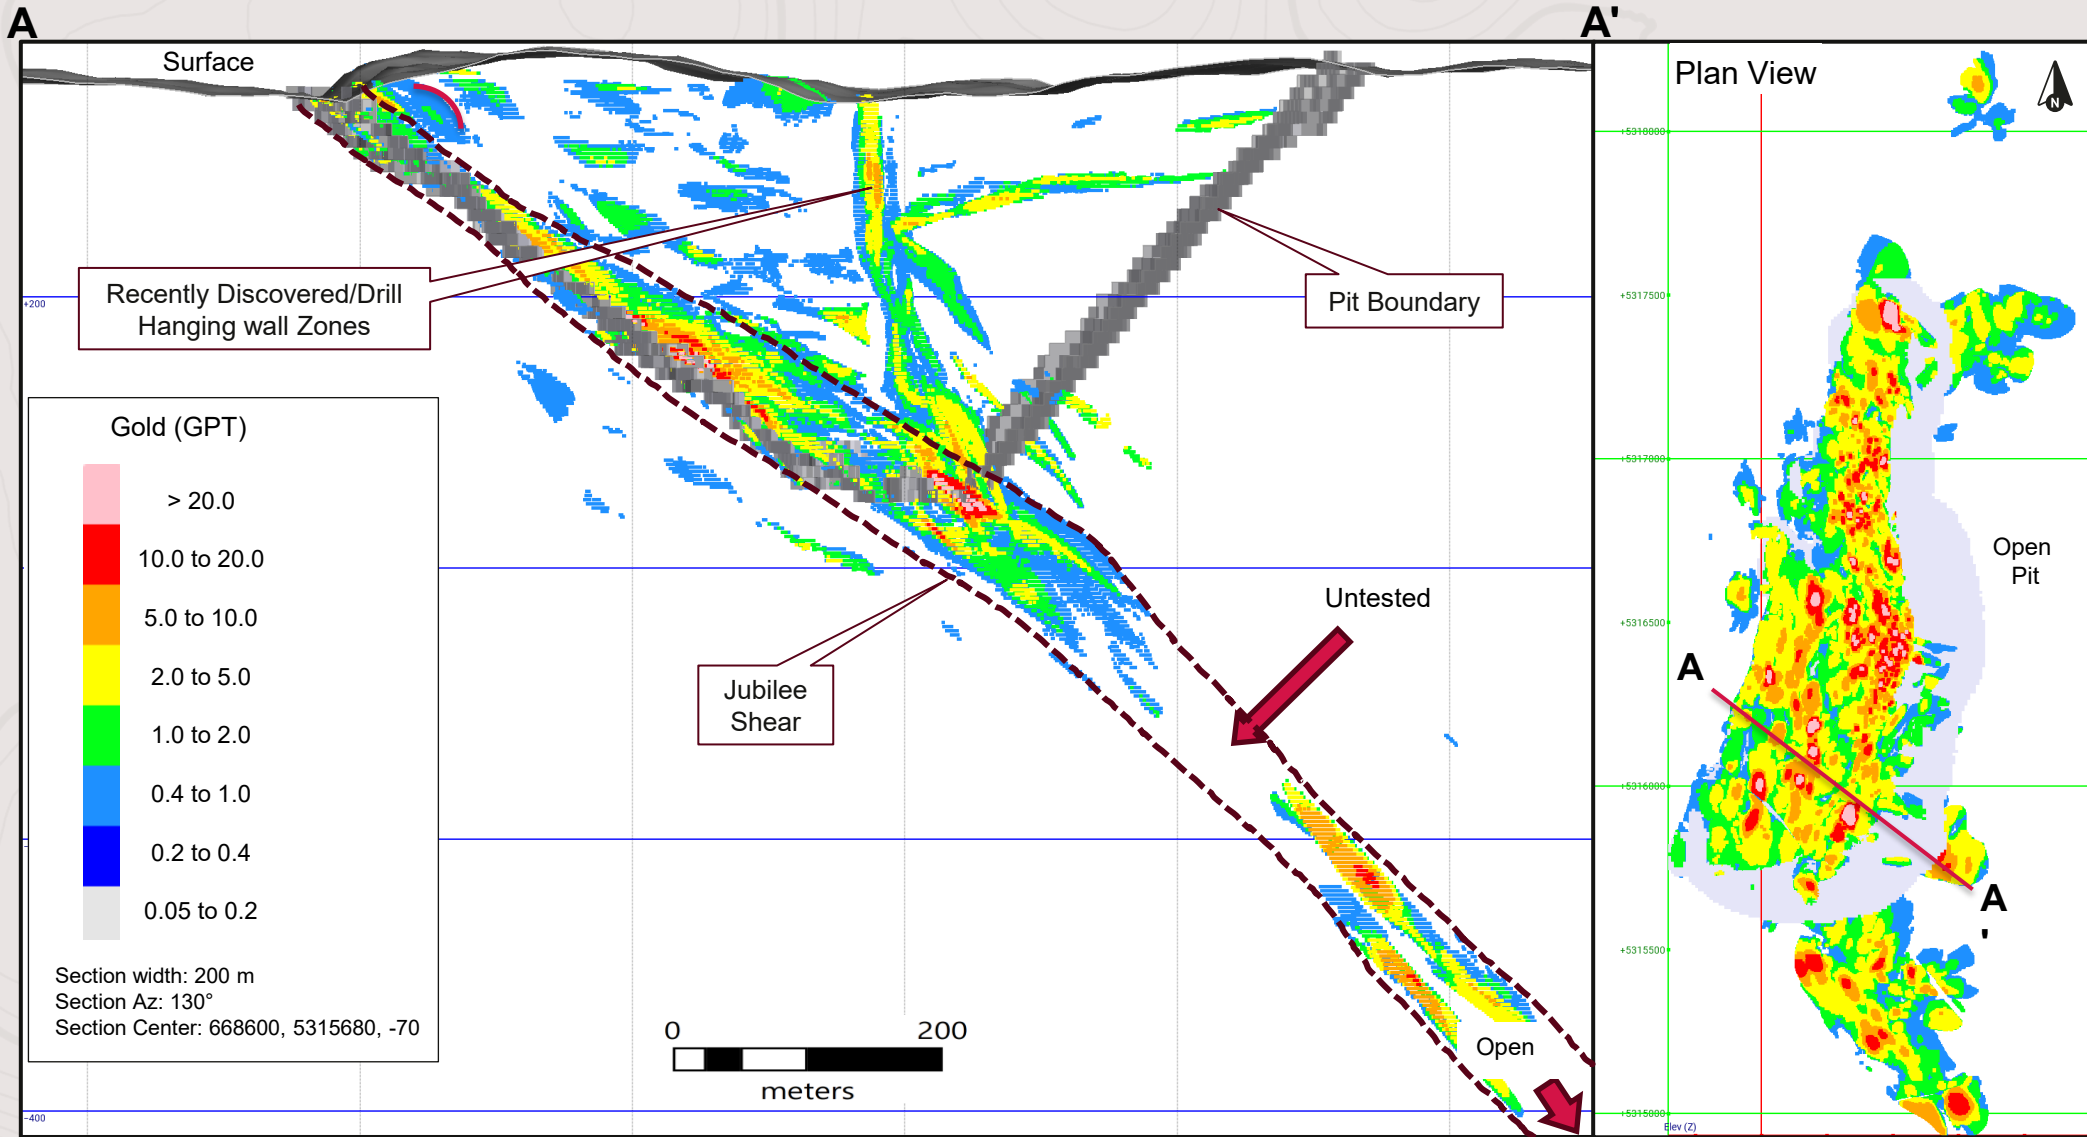 A
A'
Surface
Recently Discovered/Drill
Hanging wall Zones
Pit Boundary
+200
Gold (GPT)
> 20.0
10.0 to 20.0
5.0 to 10.0
2.0 to 5.0
1.0 to 2.0
0.4 to 1.0
0.2 to 0.4
0.05 to 0.2
Section width: 200 m
Section Az: 130°
Section Center: 668600, 5315680, -70
Jubilee
Shear
Untested
0 200
meters
Open
-400
Plan View
N
+5318000
+5317500
+5317000
Open
Pit
+5316500
A
+5316000
A
'
+5315500
+5315000
Elev (Z)